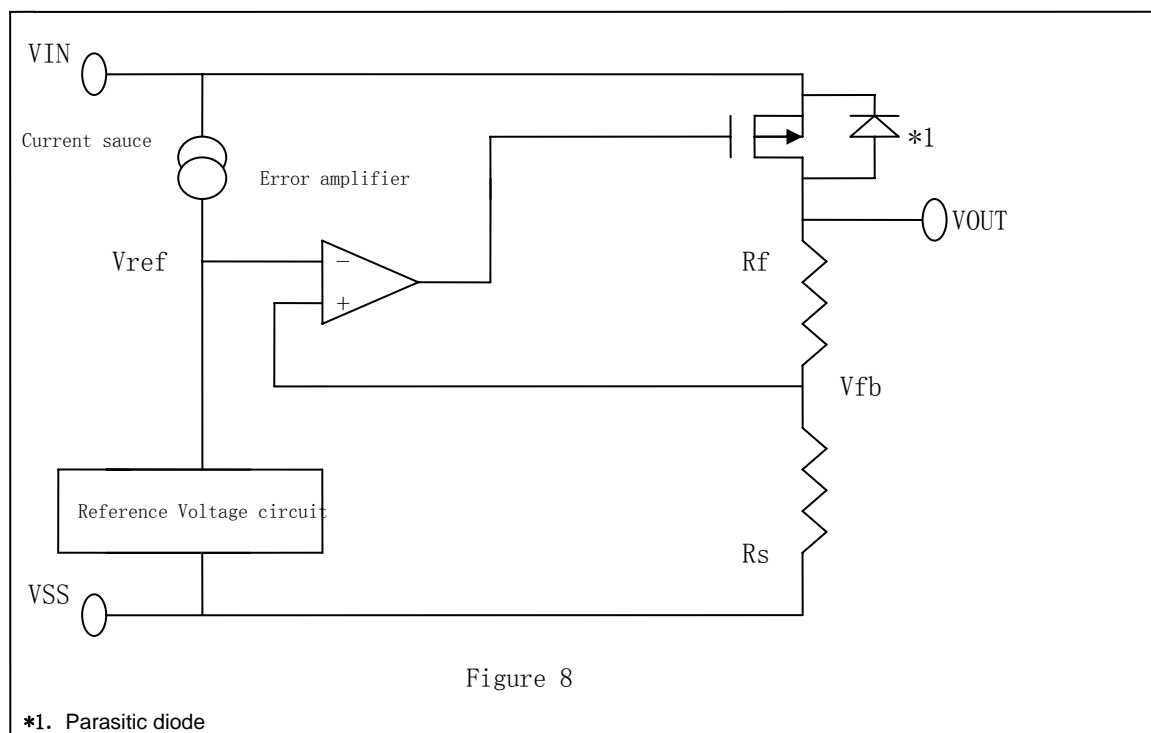 VIN
Current sauce
*1
Error amplifier
VOUT
Vref
−
Rf
+
Vfb
Reference Voltage circuit
Rs
VSS
Figure 8
*1. Parasitic diode